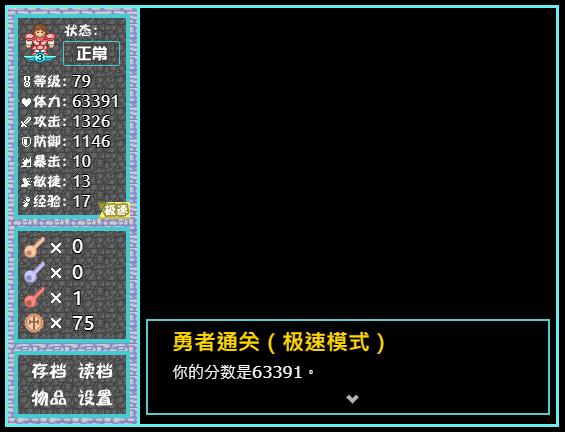 状态：
正常
③
等级：79
体力：63391
攻击：1326
防御：1146
暴击：10
敏捷：13
经验：17
极速
× 0
× 0
× 1
中 × 75
存档 读档
物品 设置
勇者通关（极速模式）
你的分数是63391。